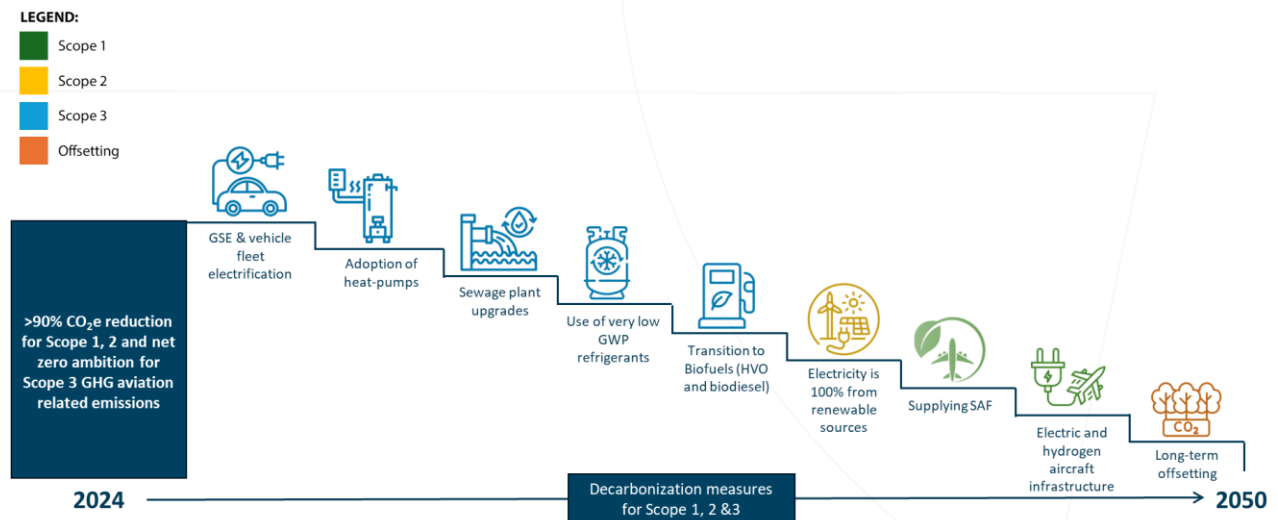 LEGEND:
Scope 1
Scope 2
Scope 3
Offsetting
>90% CO₂e reduction
for Scope 1, 2 and net
zero ambition for
Scope 3 GHG aviation
related emissions
GSE & vehicle
fleet
electrification
Adoption of
heat-pumps
Sewage plant
upgrades
Use of very low
GWP
refrigerants
Transition to
Biofuels (HVO
and biodiesel)
Electricity is
100% from
renewable
sources
Supplying SAF
Electric and
hydrogen
aircraft
infrastructure
CO₂
Long-term
offsetting
2024
Decarbonization measures
for Scope 1, 2 &3
2050